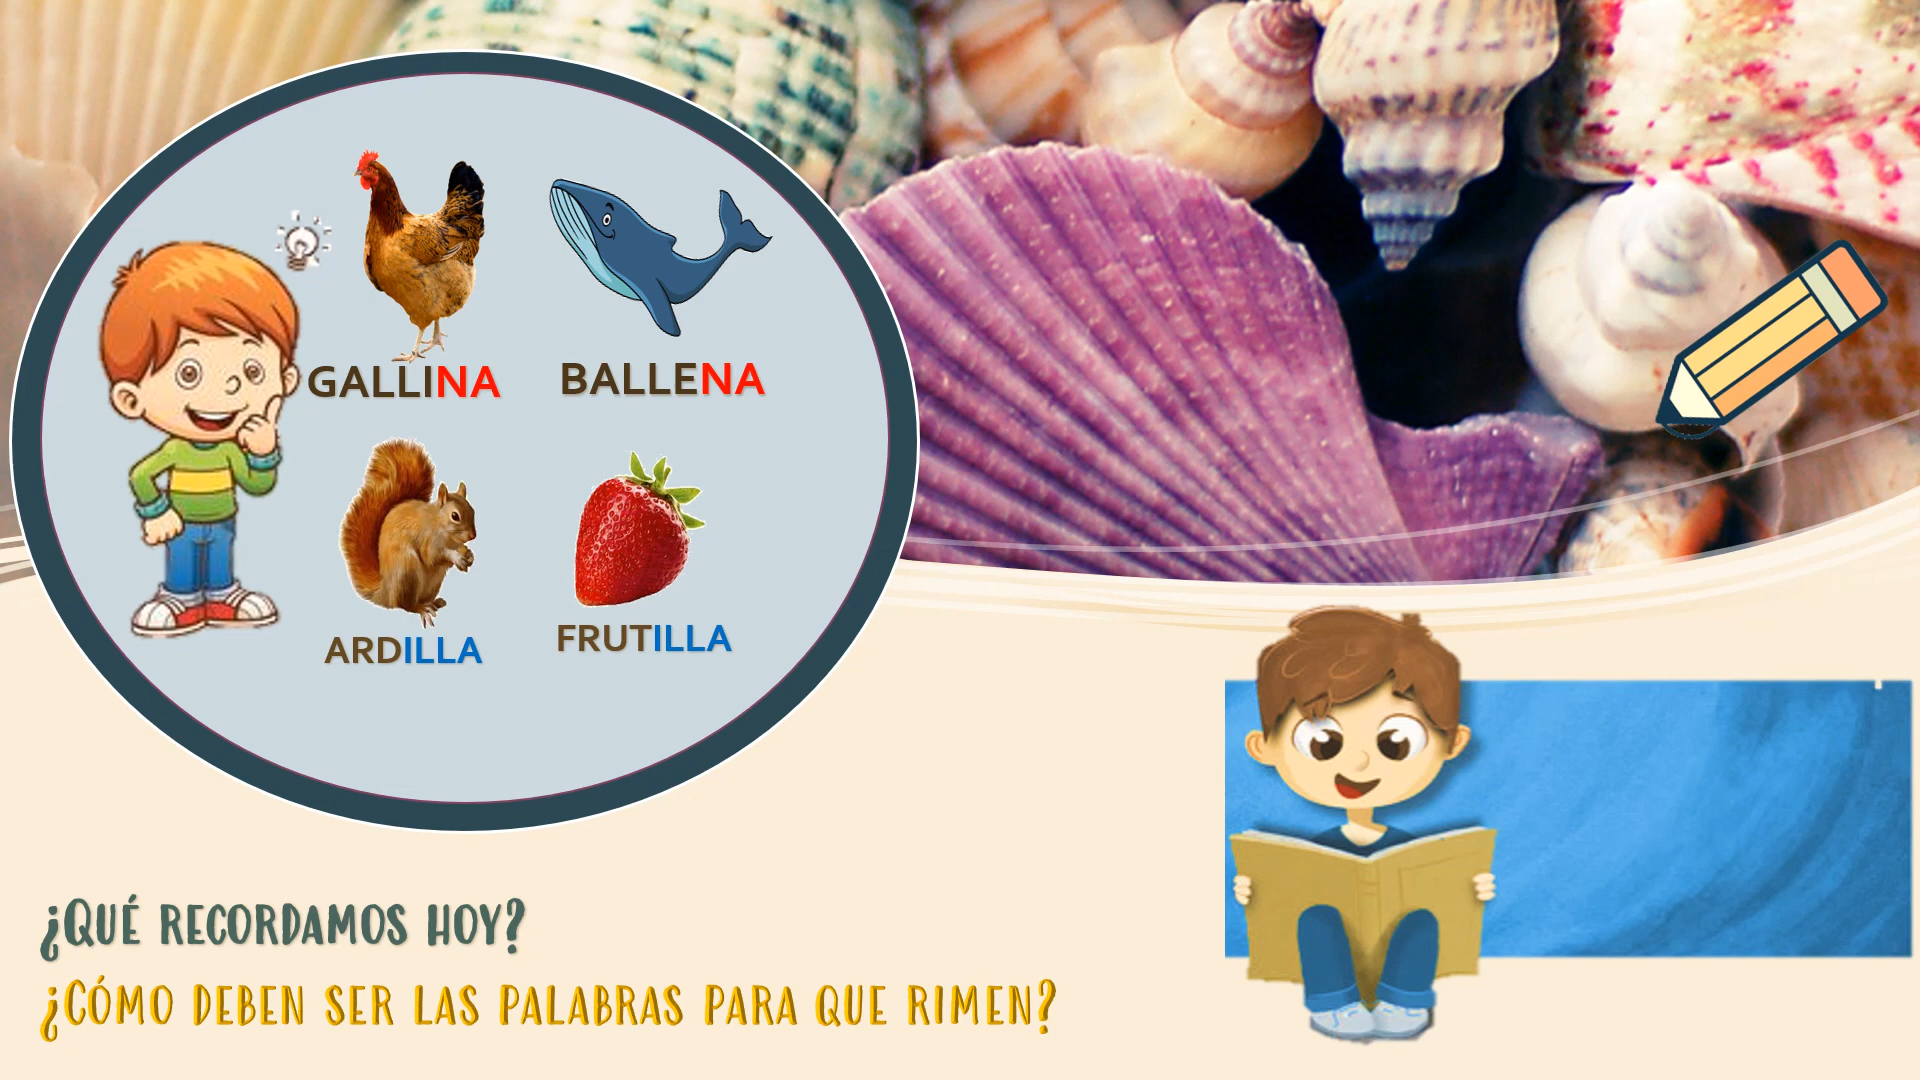 GALLINA
BALLENA
ARDILLA
FRUTILLA
¿QUÉ RECORDAMOS HOY?
¿CÓMO DEBEN SER LAS PALABRAS PARA QUE RIMEN?